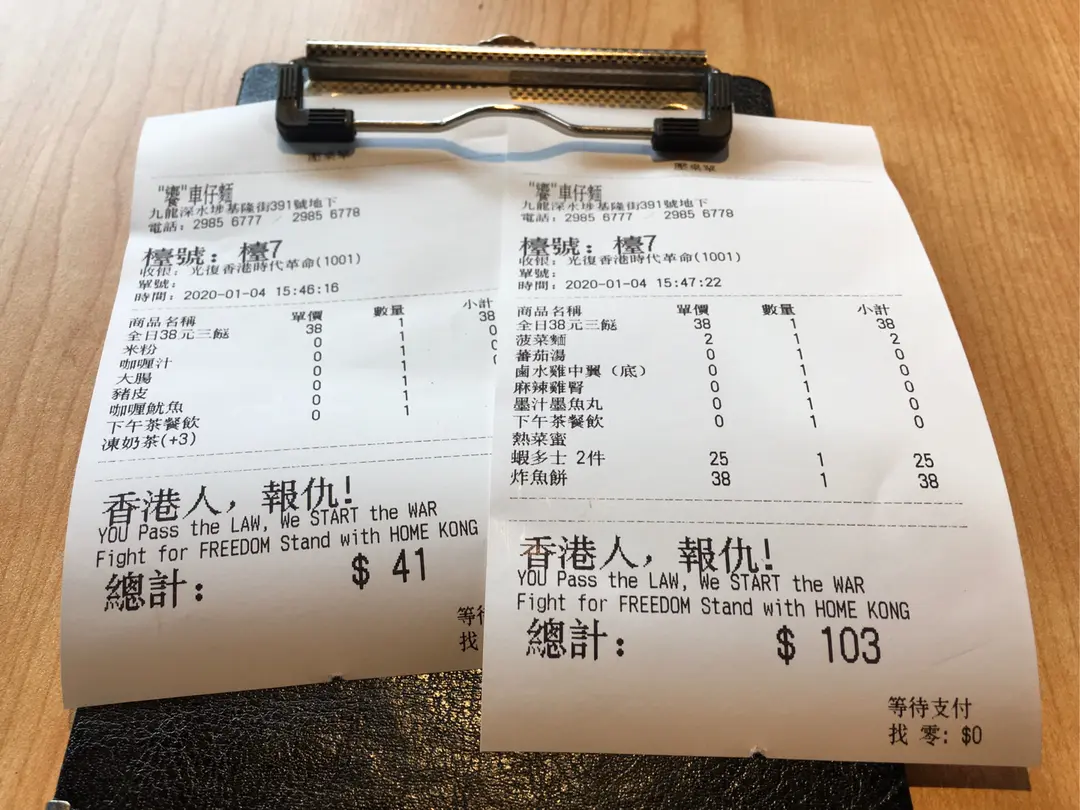 "饗"車仔麵
九龍深水埗基隆街391號地下
電話: 2985 6777 / 2985 6778
檯號: 檯7
收銀: 光復香港時代革命(1001)
單號:
時間: 2020-01-04 15:46:16
商品名稱 單價 數量 小計
全日38元三餸 38 1 38
米粉 0 1 0
咖喱汁 0 1
大腸 0 1
豬皮 0 1
咖喱魷魚 0 1
下午茶餐飲 0 1
凍奶茶(+3)
香港人, 報仇!
YOU Pass the LAW, We START the WAR
Fight for FREEDOM Stand with HOME KONG
總計: $ 41
等待
找
"饗"車仔麵
九龍深水埗基隆街391號地下
電話: 2985 6777 / 2985 6778
檯號: 檯7
收銀: 光復香港時代革命(1001)
單號:
時間: 2020-01-04 15:47:22
商品名稱 單價 數量 小計
全日38元三餸 38 1 38
菠菜麵 2 1 2
蕃茄湯 0 1 0
鹵水雞中翼 (底) 0 1 0
麻辣雞腎 0 1 0
墨汁墨魚丸 0 1 0
下午茶餐飲 0 1 0
熱菜蜜
蝦多士 2件 25 1 25
炸魚餅 38 1 38
香港人, 報仇!
YOU Pass the LAW, We START the WAR
Fight for FREEDOM Stand with HOME KONG
總計: $ 103
等待支付
找 零: $0